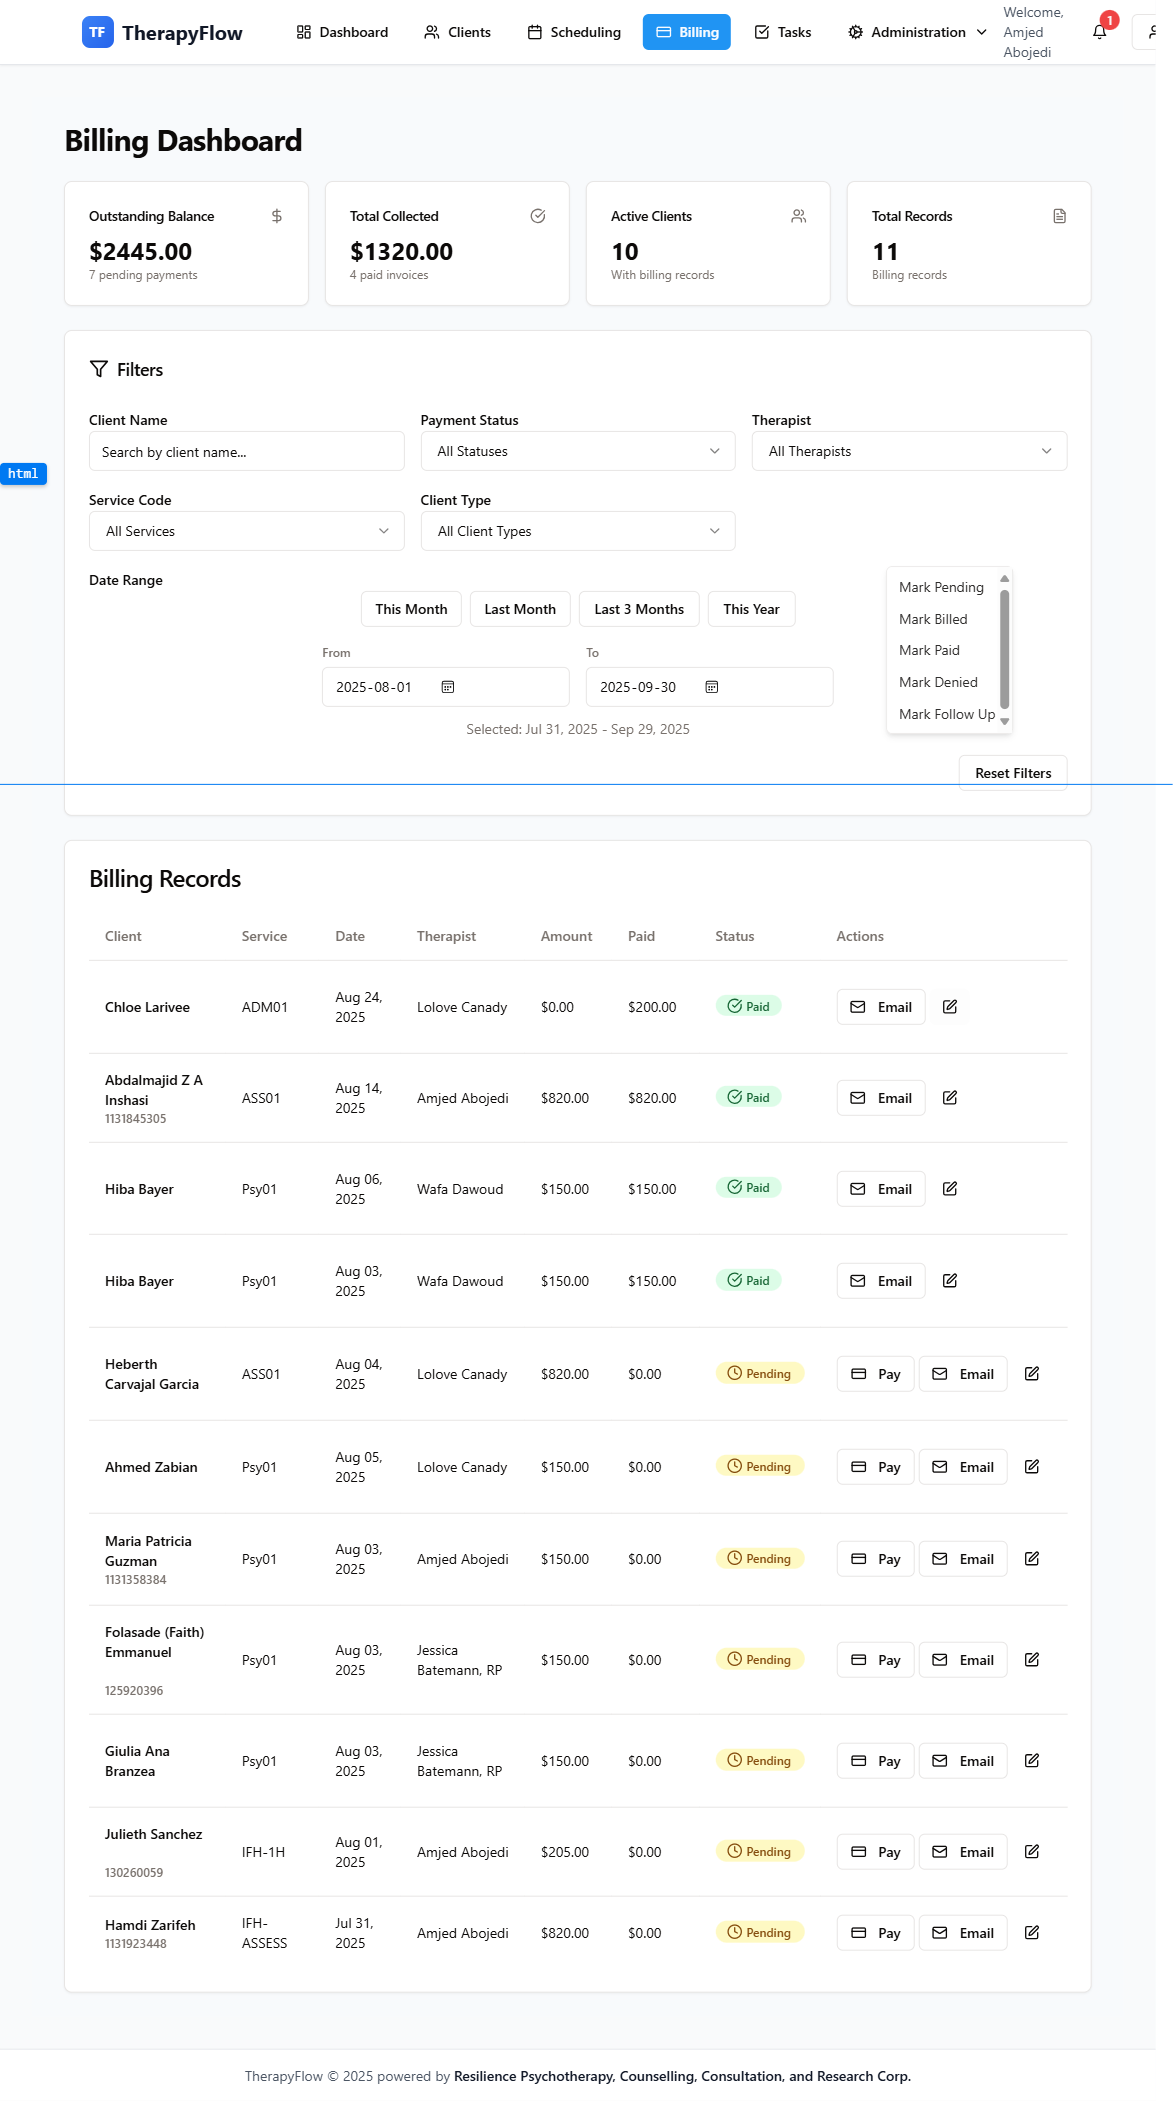 TF TherapyFlow Dashboard Clients Scheduling Billing Tasks Administration
Welcome,
Amjed
Abojedi
1
Billing Dashboard
Outstanding Balance
$2445.00
7 pending payments
Total Collected
$1320.00
4 paid invoices
Active Clients
10
With billing records
Total Records
11
Billing records
Filters
Client Name
Search by client name...
Payment Status
All Statuses
Therapist
All Therapists
html
Service Code
All Services
Client Type
All Client Types
Date Range
This Month Last Month Last 3 Months This Year
From
2025-08-01
To
2025-09-30
Selected: Jul 31, 2025 - Sep 29, 2025
Mark Pending
Mark Billed
Mark Paid
Mark Denied
Mark Follow Up
Reset Filters
Billing Records
Client Service Date Therapist Amount Paid Status Actions
Chloe Larivee ADM01 Aug 24, 2025 Lolove Canady $0.00 $200.00 Paid Email
Abdalmajid Z A Inshasi 1131845305 ASS01 Aug 14, 2025 Amjed Abojedi $820.00 $820.00 Paid Email
Hiba Bayer Psy01 Aug 06, 2025 Wafa Dawoud $150.00 $150.00 Paid Email
Hiba Bayer Psy01 Aug 03, 2025 Wafa Dawoud $150.00 $150.00 Paid Email
Heberth Carvajal Garcia ASS01 Aug 04, 2025 Lolove Canady $820.00 $0.00 Pending Pay Email
Ahmed Zabian Psy01 Aug 05, 2025 Lolove Canady $150.00 $0.00 Pending Pay Email
Maria Patricia Guzman 1131358384 Psy01 Aug 03, 2025 Amjed Abojedi $150.00 $0.00 Pending Pay Email
Folasade (Faith) Emmanuel 125920396 Psy01 Aug 03, 2025 Jessica Batemann, RP $150.00 $0.00 Pending Pay Email
Giulia Ana Branzea Psy01 Aug 03, 2025 Jessica Batemann, RP $150.00 $0.00 Pending Pay Email
Julieth Sanchez 130260059 IFH-1H Aug 01, 2025 Amjed Abojedi $205.00 $0.00 Pending Pay Email
Hamdi Zarifeh 1131923448 IFH-ASSESS Jul 31, 2025 Amjed Abojedi $820.00 $0.00 Pending Pay Email
TherapyFlow © 2025 powered by Resilience Psychotherapy, Counselling, Consultation, and Research Corp.